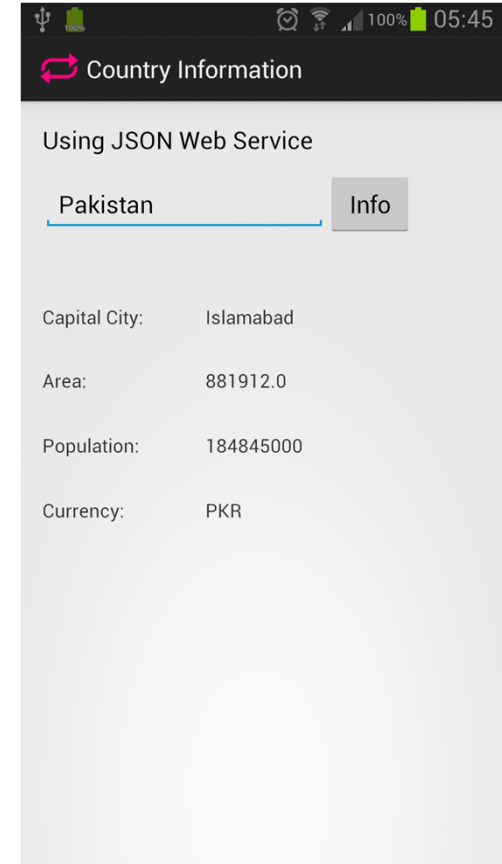 100% 100% 05:45
Country Information
Using JSON Web Service
Pakistan Info
Capital City: Islamabad
Area: 881912.0
Population: 184845000
Currency: PKR